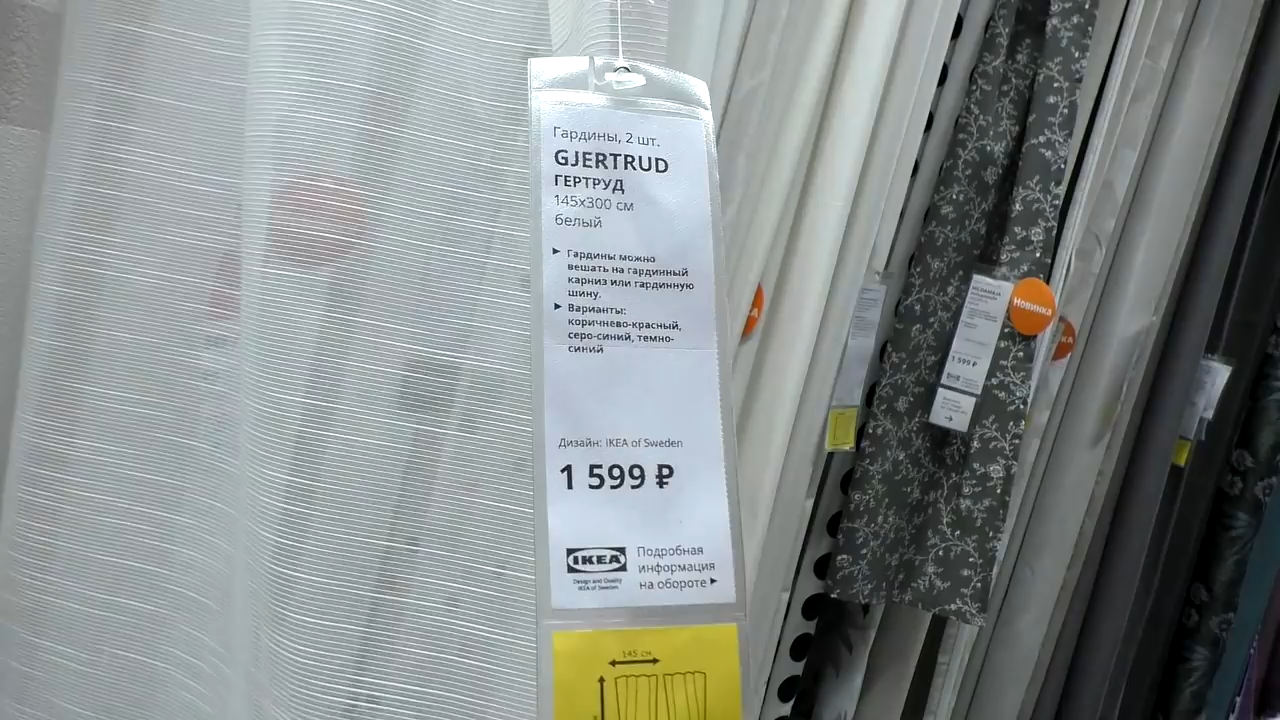 Гардины, 2 шт.
GJERTRUD
ГЕРТРУД
145x300 см
белый
Гардины можно
вешать на гардинный
карниз или гардинную
шину.
Варианты:
коричнево-красный,
серо-синий, темно-
синий
Дизайн: IKEA of Sweden
1 599 ₽
IKEA
Design and Quality
IKEA of Sweden
Подробная
информация
на обороте
145 см
Новинка
1 599 ₽
КА
А